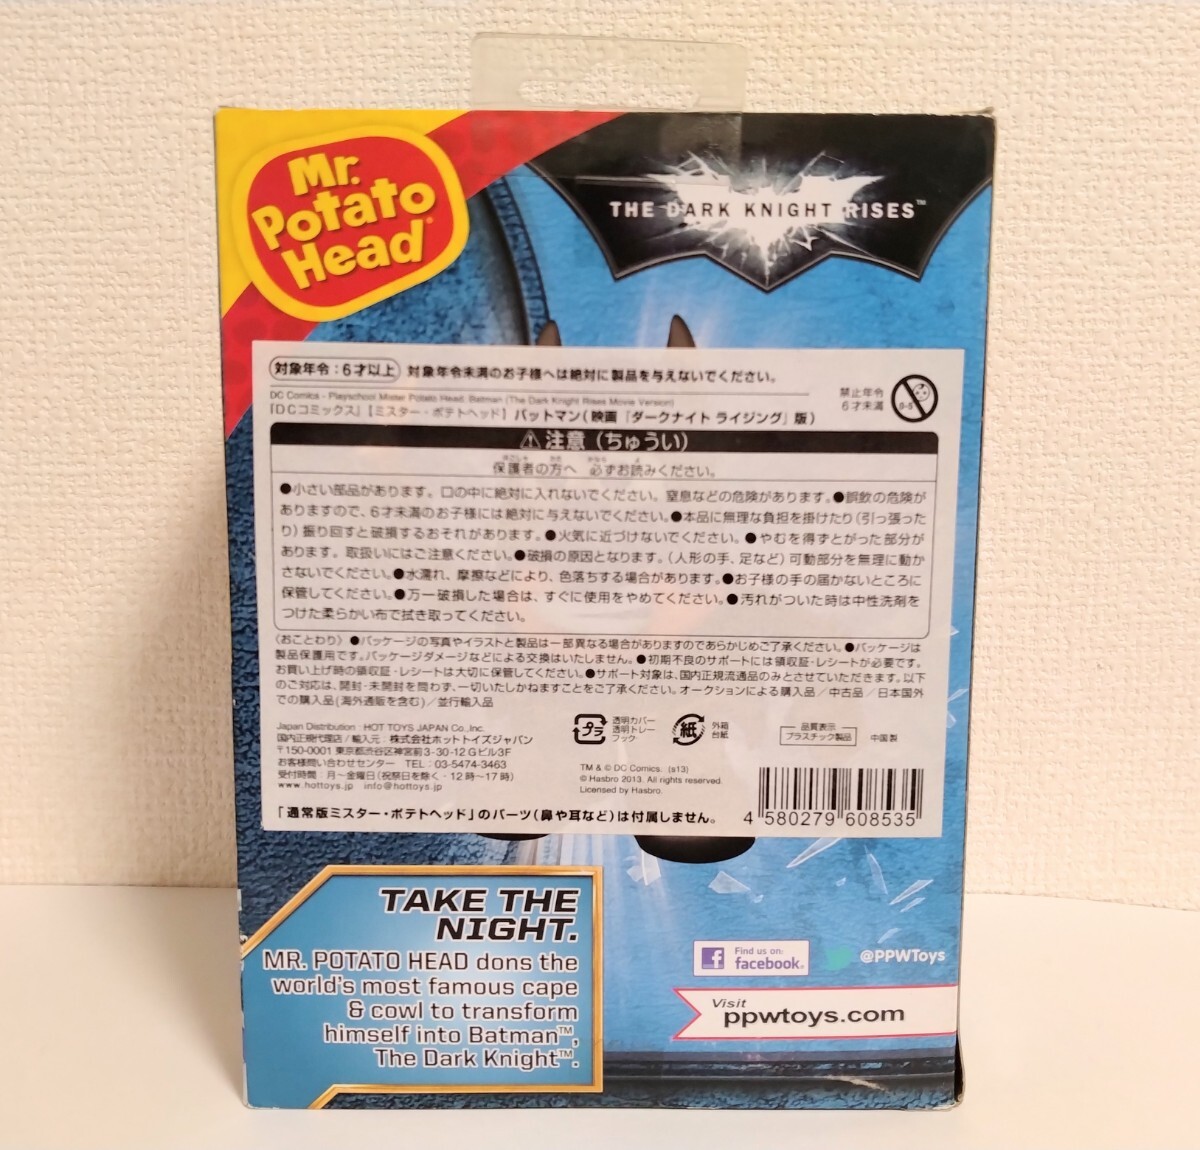 Mr.
Potato
Head®
THE DARK KNIGHT RISES™
対象年令：6才以上 対象年令未満のお子様へは絶対に製品を与えないでください。
禁止年令
6才未満
0-5
DC Comics - Playschool Mister Potato Head: Batman (The Dark Knight Rises Movie Version)
「DCコミックス」【ミスター・ポテトヘッド】 バットマン（映画『ダークナイト ライジング』版）
⚠注意（ちゅうい）
保護者の方へ 必ずお読みください。
●小さい部品があります。口の中に絶対に入れないでください。窒息などの危険があります。●誤飲の危険が
ありますので、6才未満のお子様には絶対に与えないでください。●本品に無理な負担を掛けたり（引っ張った
り）振り回すと破損するおそれがあります。●火気に近づけないでください。●やむを得ずとがった部分が
あります。取扱いにはご注意ください。●破損の原因となります。（人形の手、足など）可動部分を無理に動か
さないでください。●水濡れ、摩擦などにより、色落ちする場合があります。●お子様の手の届かないところに
保管してください。●万一破損した場合は、すぐに使用をやめてください。●汚れがついた時は中性洗剤を
つけた柔らかい布で拭き取ってください。
〈おことわり〉●パッケージの写真やイラストと製品は一部異なる場合がありますのであらかじめご了承ください。●パッケージは
製品保護用です。パッケージダメージなどによる交換はいたしません。●初期不良のサポートには領収証・レシートが必要です。
お買い上げ時の領収証・レシートは大切に保管してください。●サポート対象は、国内正規流通品のみとさせていただきます。以下
のご対応は、開封・未開封を問わず、一切いたしかねますことをご了承ください。オークションによる購入品／中古品／日本国外
での購入品（海外通販を含む）／並行輸入品
Japan Distribution : HOT TOYS JAPAN Co.,Inc.
国内正規代理店／輸入元：株式会社ホットトイズジャパン
〒150-0001 東京都渋谷区神宮前3-30-12 Gビル3F
お客様問い合わせセンター TEL：03-5474-3463
受付時間：月～金曜日（祝祭日を除く・12時～17時）
www.hottoys.jp info@hottoys.jp
プラ
透明カバー
透明トレー
フック
紙
外箱
台紙
品質表示
プラスチック製品
中国製
TM & © DC Comics. (s13)
© Hasbro 2013. All rights reserved.
Licensed by Hasbro.
「通常版ミスター・ポテトヘッド」のパーツ（鼻や耳など）は付属しません。
4 580279 608535
TAKE THE
NIGHT.
MR. POTATO HEAD dons the
world's most famous cape
& cowl to transform
himself into Batman™,
The Dark Knight™.
f
Find us on:
facebook®
@PPWToys
Visit
ppwtoys.com